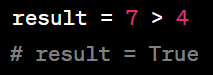 result = 7 > 4
# result = True